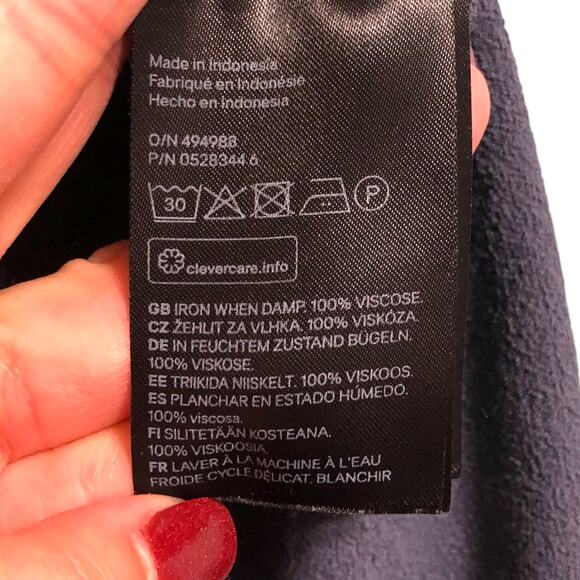 Made in Indonesia
Fabriqué en Indonésie
Hecho en Indonesia
O/N 494988
P/N 0528344 6
30 P
clevercare.info
GB IRON WHEN DAMP. 100% VISCOSE.
CZ ŽEHLIT ZA VLHKA. 100% VISKÓZA.
DE IN FEUCHTEM ZUSTAND BÜGELN.
100% VISKOSE.
EE TRIIKIDA NIISKELT. 100% VISKOOS.
ES PLANCHAR EN ESTADO HÚMEDO.
100% viscosa.
FI SILITETÄÄN KOSTEANA.
100% VISKOOSIA.
FR LAVER À LA MACHINE À L'EAU
FROIDE CYCLE DÉLICAT. BLANCHIR